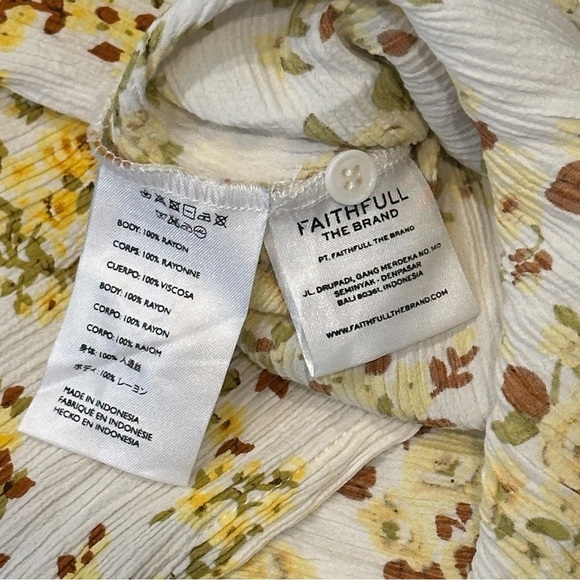 BODY: 100% RAYON
CORPS: 100% RAYONNE
CUERPO: 100% VISCOSA
BODY: 100% RAYON
CORPO: 100% RAYON
CORPO: 100% RAIOM
身体: 100% 人造丝
ボディ: 100% レーヨン
MADE IN INDONESIA
FABRIQUÉ EN INDONÉSIE
HECKO EN INDONESIA
FAITHFULL
THE BRAND
PT. FAITHFULL THE BRAND
JL. DRUPADI, GANG MERDEKA NO. 14D
SEMINYAK - DENPASAR
BALI 80361, INDONESIA
WWW.FAITHFULLTHEBRAND.COM